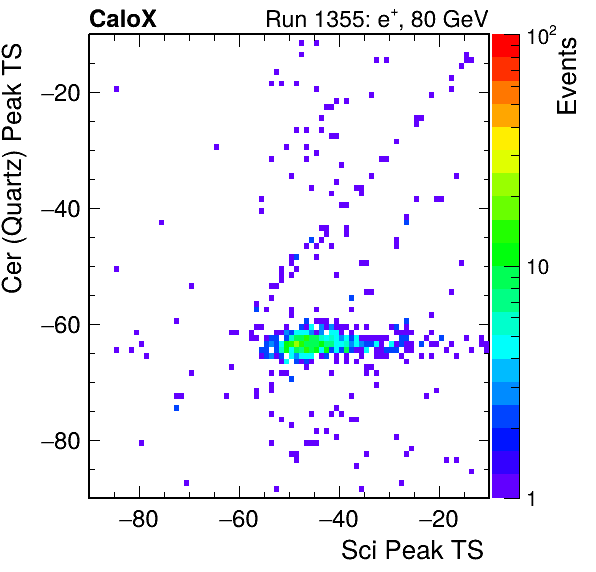 CaloX Run 1355: e⁺, 80 GeV
Cer (Quartz) Peak TS
−20
−40
−60
−80
−80 −60 −40 −20
Sci Peak TS
10²
10
1
Events